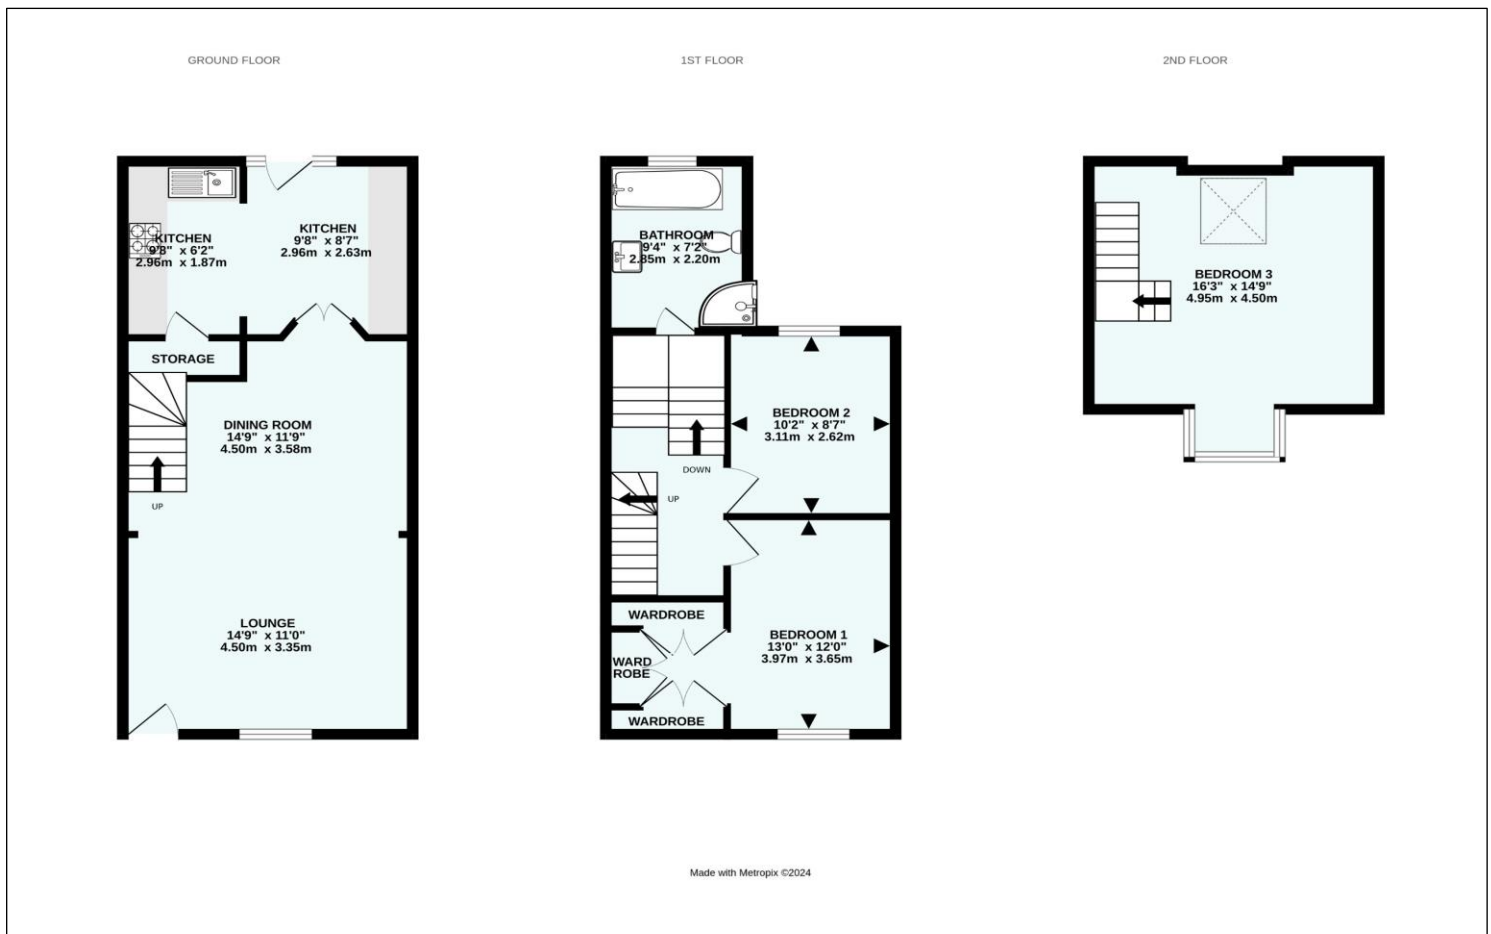 GROUND FLOOR
KITCHEN
9'8" x 6'2"
2.96m x 1.87m
KITCHEN
9'8" x 8'7"
2.96m x 2.63m
STORAGE
DINING ROOM
14'9" x 11'9"
4.50m x 3.58m
UP
LOUNGE
14'9" x 11'0"
4.50m x 3.35m
1ST FLOOR
BATHROOM
9'4" x 7'2"
2.85m x 2.20m
BEDROOM 2
10'2" x 8'7"
3.11m x 2.62m
DOWN
UP
WARDROBE
WARD
ROBE
WARDROBE
BEDROOM 1
13'0" x 12'0"
3.97m x 3.65m
2ND FLOOR
BEDROOM 3
16'3" x 14'9"
4.95m x 4.50m
Made with Metropix ©2024